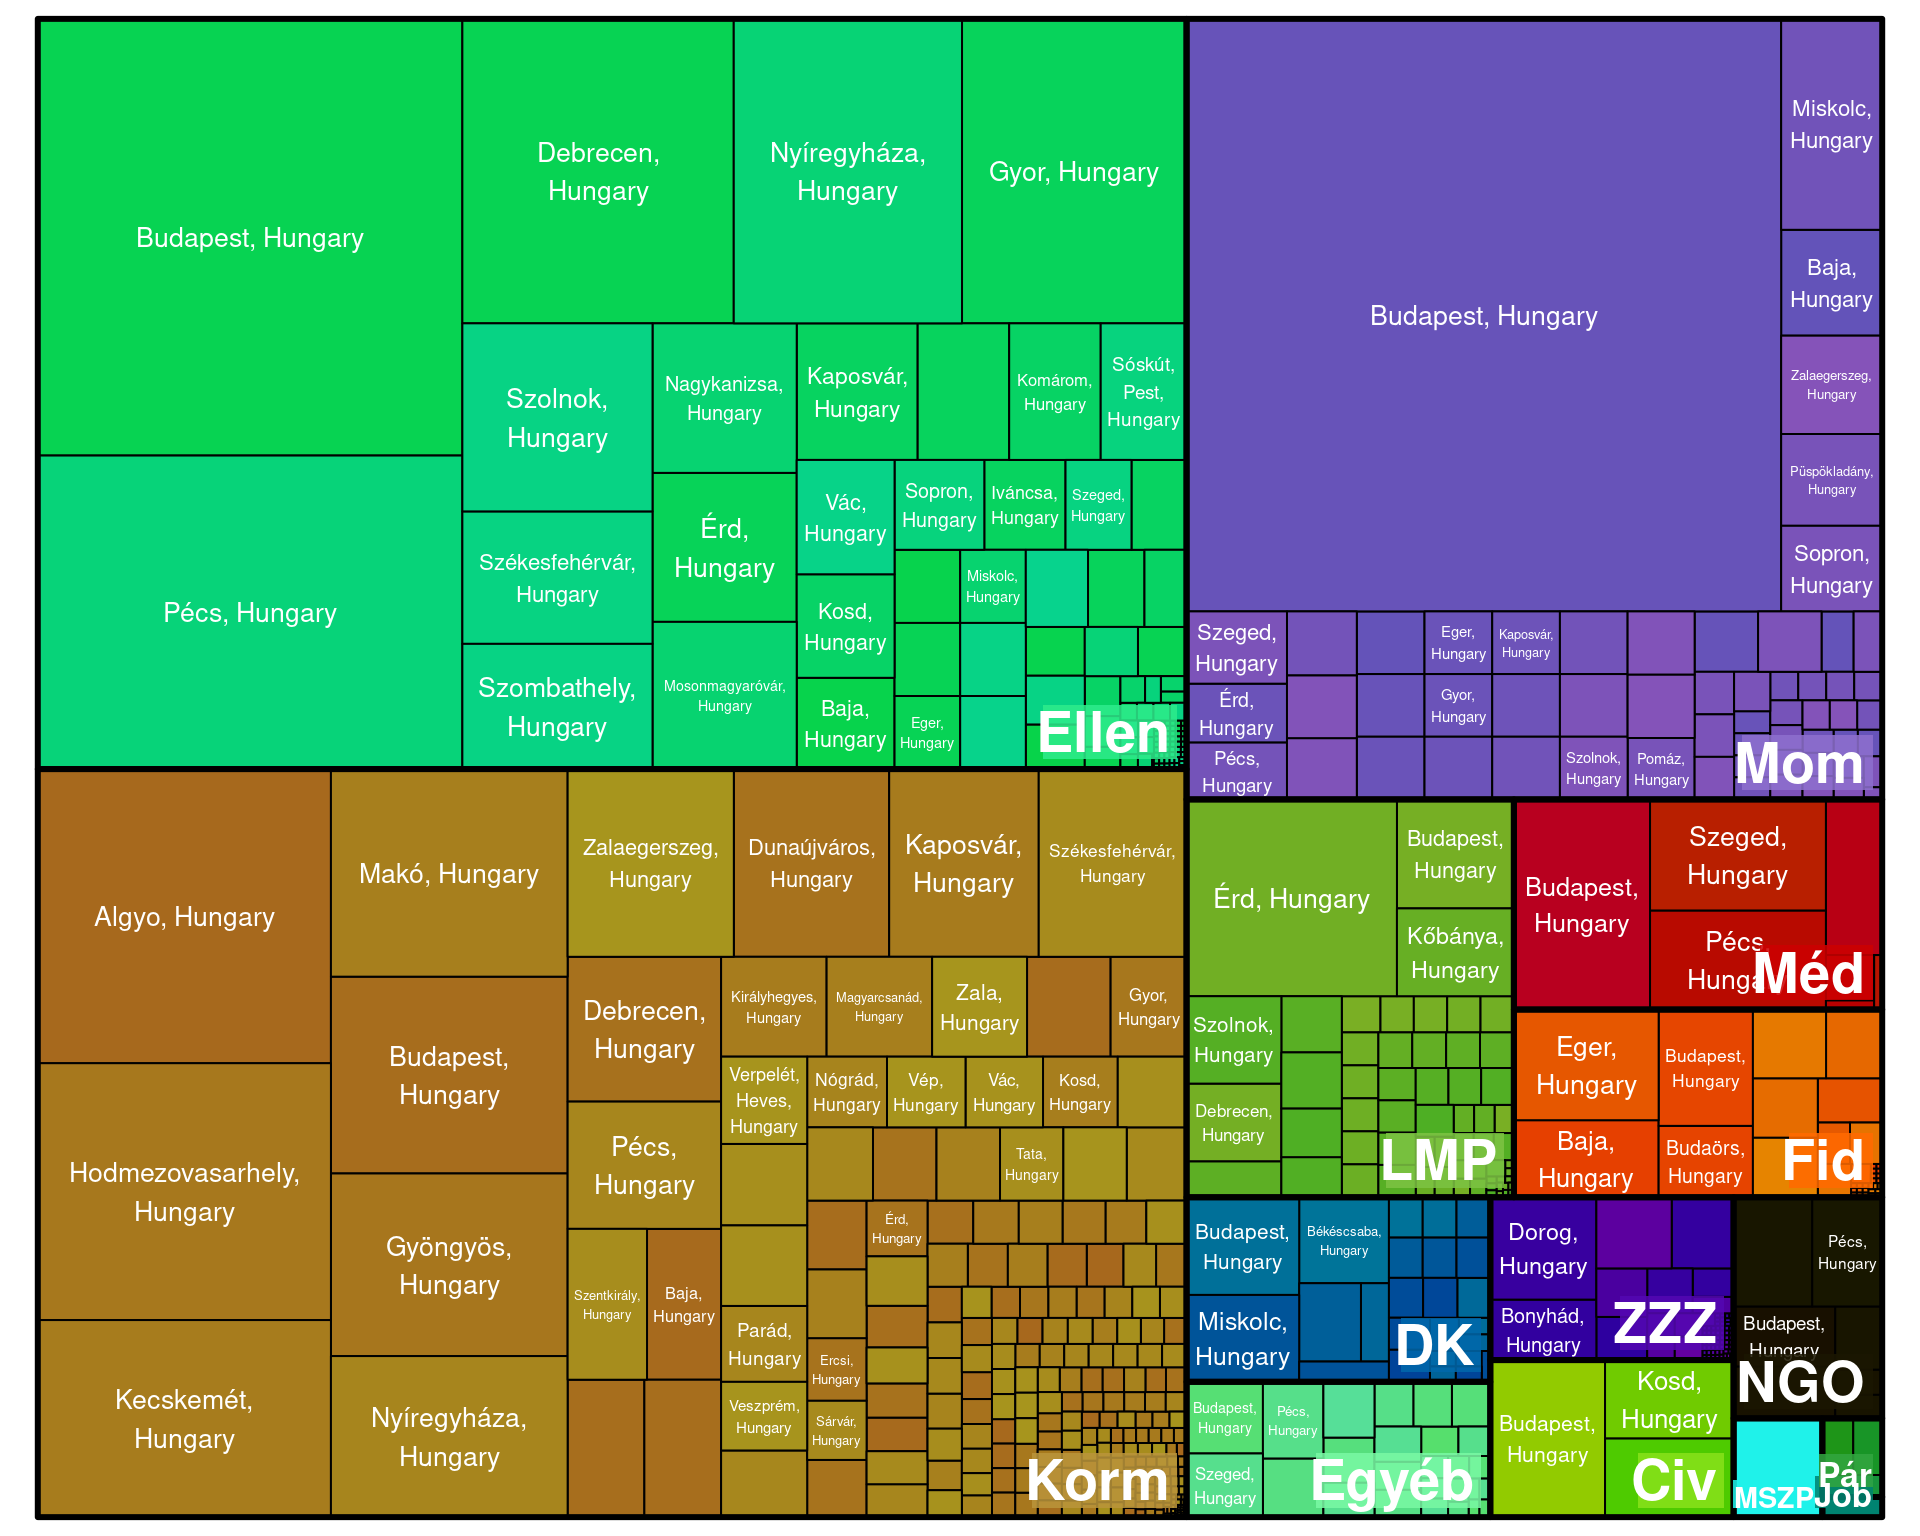 Budapest, Hungary
Pécs, Hungary
Debrecen,
Hungary
Nyíregyháza,
Hungary
Gyor, Hungary
Szolnok,
Hungary
Székesfehérvár,
Hungary
Szombathely,
Hungary
Nagykanizsa,
Hungary
Érd,
Hungary
Mosonmagyaróvár,
Hungary
Kaposvár,
Hungary
Komárom,
Hungary
Sóskút,
Pest,
Hungary
Vác,
Hungary
Kosd,
Hungary
Baja,
Hungary
Sopron,
Hungary
Iváncsa,
Hungary
Szeged,
Hungary
Miskolc,
Hungary
Eger,
Hungary
Ellen
Budapest, Hungary
Miskolc,
Hungary
Baja,
Hungary
Zalaegerszeg,
Hungary
Püspökladány,
Hungary
Sopron,
Hungary
Szeged,
Hungary
Érd,
Hungary
Pécs,
Hungary
Eger,
Hungary
Kaposvár,
Hungary
Gyor,
Hungary
Szolnok,
Hungary
Pomáz,
Hungary
Mom
Algyo, Hungary
Hodmezovasarhely,
Hungary
Kecskemét,
Hungary
Makó, Hungary
Budapest,
Hungary
Gyöngyös,
Hungary
Nyíregyháza,
Hungary
Zalaegerszeg,
Hungary
Dunaújváros,
Hungary
Kaposvár,
Hungary
Székesfehérvár,
Hungary
Debrecen,
Hungary
Pécs,
Hungary
Szentkirály,
Hungary
Baja,
Hungary
Királyhegyes,
Hungary
Magyarcsanád,
Hungary
Zala,
Hungary
Gyor,
Hungary
Verpelét,
Heves,
Hungary
Nógrád,
Hungary
Vép,
Hungary
Vác,
Hungary
Kosd,
Hungary
Tata,
Hungary
Érd,
Hungary
Parád,
Hungary
Veszprém,
Hungary
Ercsi,
Hungary
Sárvár,
Hungary
Korm
Érd, Hungary
Budapest,
Hungary
Kőbánya,
Hungary
Szolnok,
Hungary
Debrecen,
Hungary
LMP
Budapest,
Hungary
Szeged,
Hungary
Pécs,
Hungary
Méd
Eger,
Hungary
Baja,
Hungary
Budapest,
Hungary
Budaörs,
Hungary
Fid
Budapest,
Hungary
Miskolc,
Hungary
Békéscsaba,
Hungary
DK
Dorog,
Hungary
Bonyhád,
Hungary
ZZZ
Pécs,
Hungary
Budapest,
Hungary
NGO
Budapest,
Hungary
Pécs,
Hungary
Szeged,
Hungary
Egyéb
Budapest,
Hungary
Kosd,
Hungary
Civ
MSZP
Pár
Job